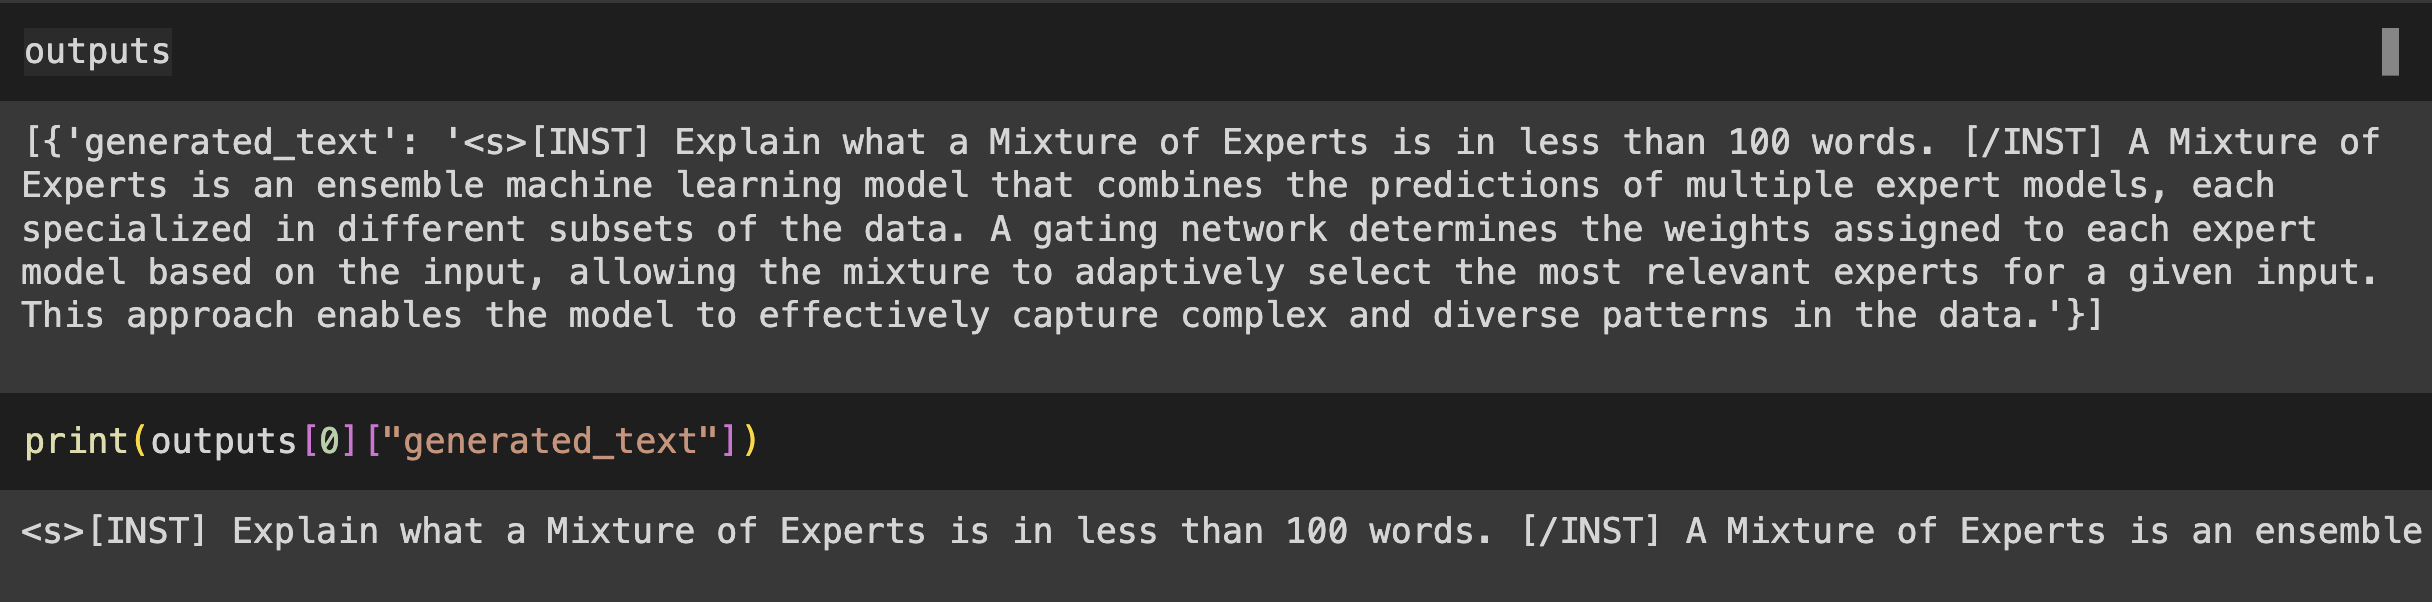 outputs
[{'generated_text': '<s>[INST] Explain what a Mixture of Experts is in less than 100 words. [/INST] A Mixture of
Experts is an ensemble machine learning model that combines the predictions of multiple expert models, each
specialized in different subsets of the data. A gating network determines the weights assigned to each expert
model based on the input, allowing the mixture to adaptively select the most relevant experts for a given input.
This approach enables the model to effectively capture complex and diverse patterns in the data.'}]
print(outputs[0]["generated_text"])
<s>[INST] Explain what a Mixture of Experts is in less than 100 words. [/INST] A Mixture of Experts is an ensemble